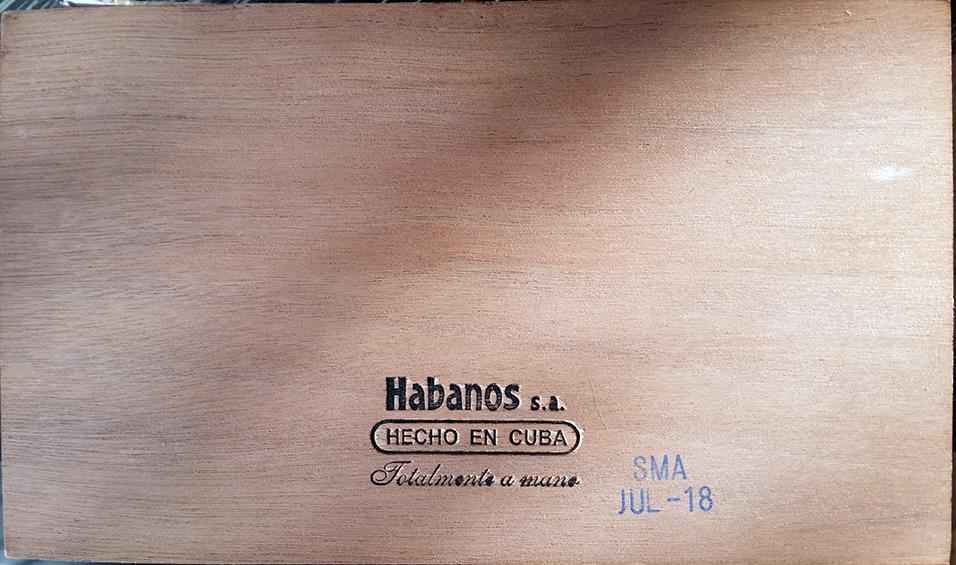 Habanos s.a.
HECHO EN CUBA
Totalmente a mano
SMA
JUL-18